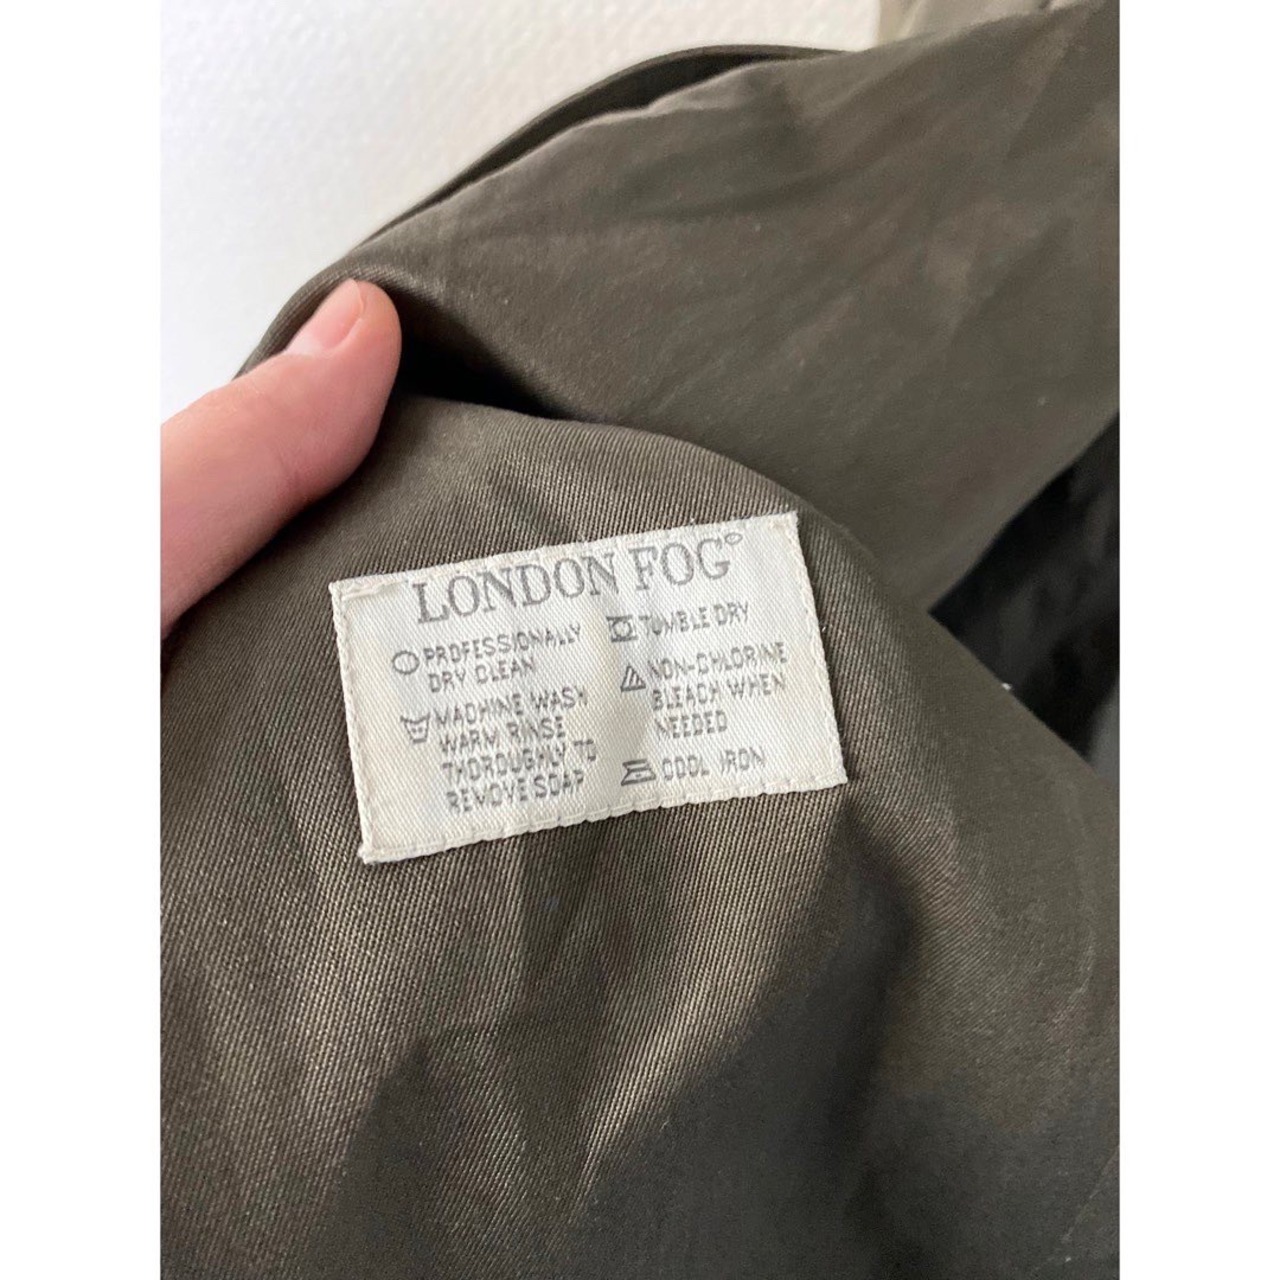 LONDON FOG®
PROFESSIONALLY
DRY CLEAN
MACHINE WASH
WARM RINSE
THOROUGHLY TO
REMOVE SOAP
TUMBLE DRY
NON-CHLORINE
BLEACH WHEN
NEEDED
COOL IRON